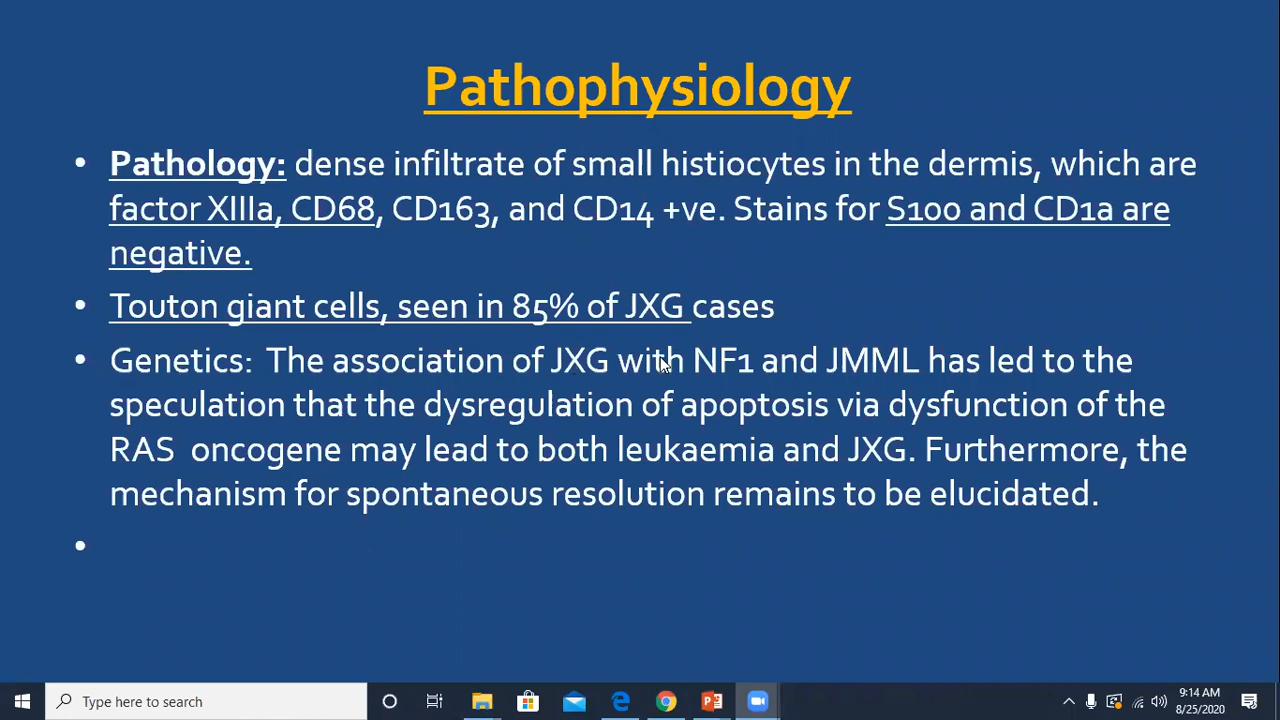 Pathophysiology
• Pathology: dense infiltrate of small histiocytes in the dermis, which are
factor XIIIa, CD68, CD163, and CD14 +ve. Stains for S100 and CD1a are
negative.
• Touton giant cells, seen in 85% of JXG cases
• Genetics:  The association of JXG with NF1 and JMML has led to the
speculation that the dysregulation of apoptosis via dysfunction of the
RAS  oncogene may lead to both leukaemia and JXG. Furthermore, the
mechanism for spontaneous resolution remains to be elucidated.
•
Type here to search
9:14 AM
8/25/2020